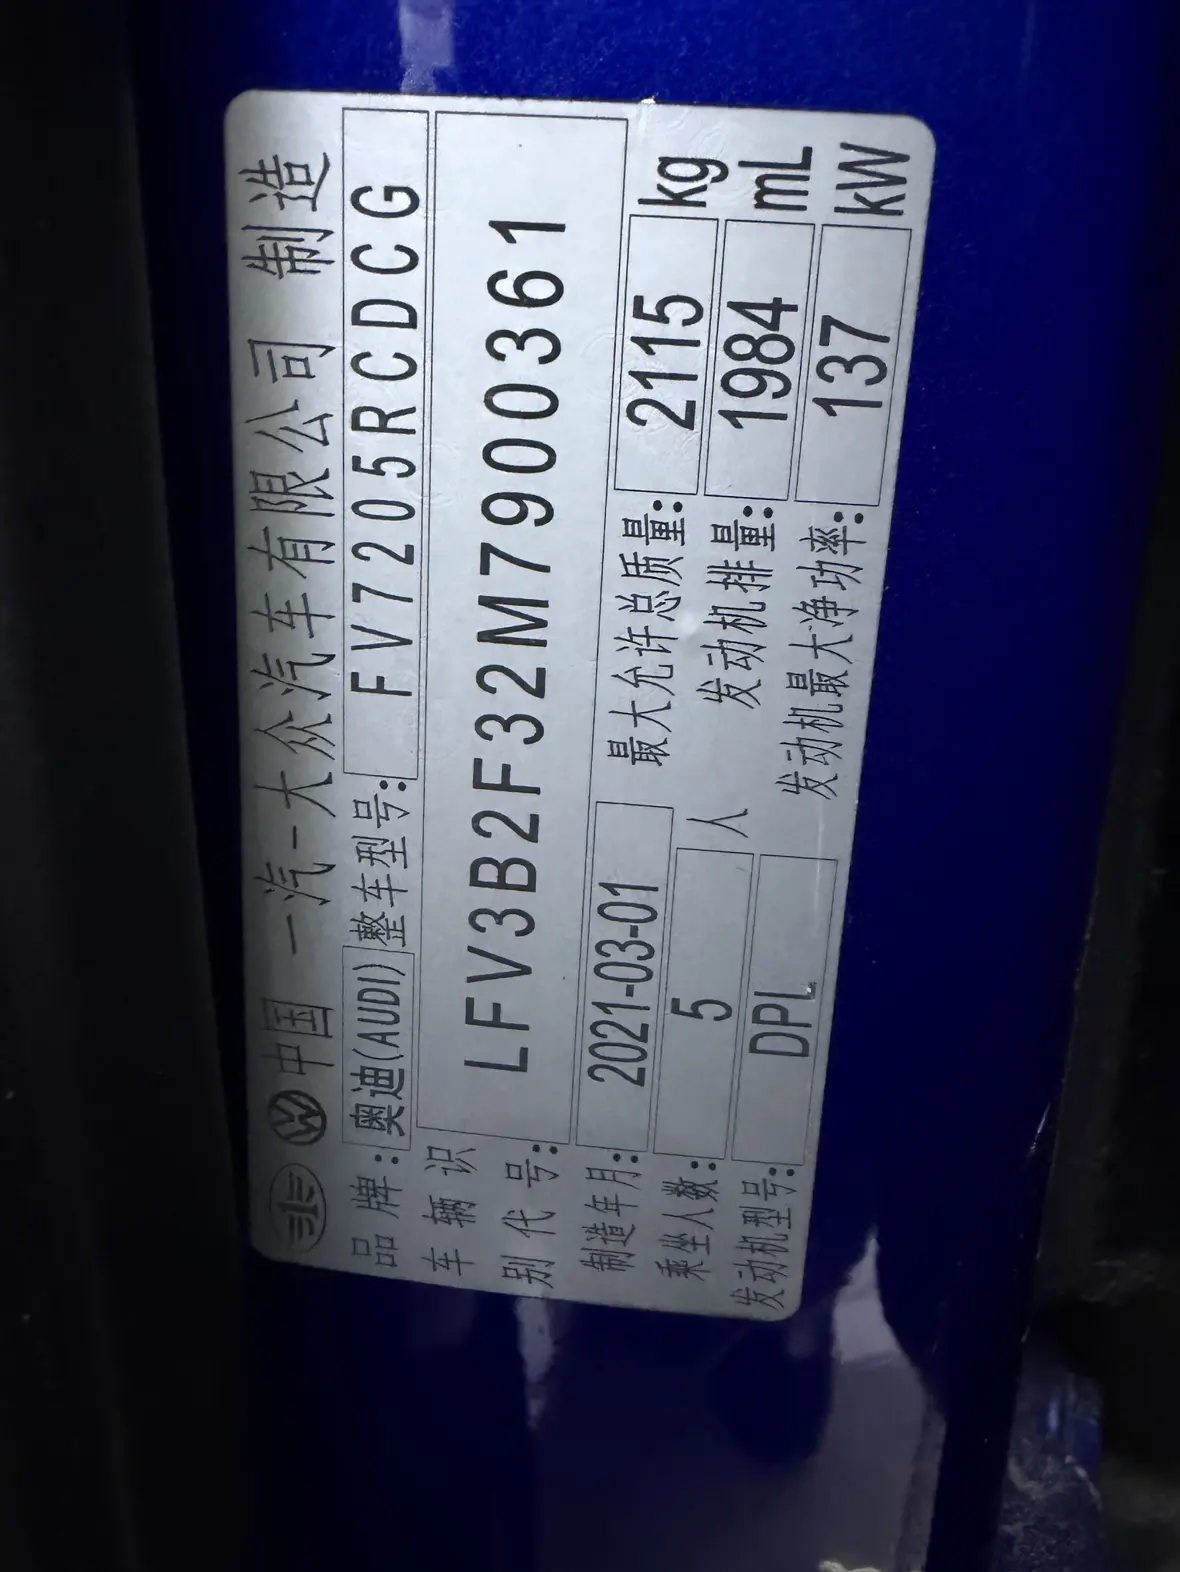 中国 一汽-大众汽车有限公司 制造
品牌: 奥迪(AUDI) 整车型号: FV7205RCDCG
车辆识别代号: LFV3B2F32M7900361
制造年月: 2021-03-01 最大允许总质量: 2115 kg
乘坐人数: 5 人 发动机排量: 1984 mL
发动机型号: DPL 发动机最大净功率: 137 kW